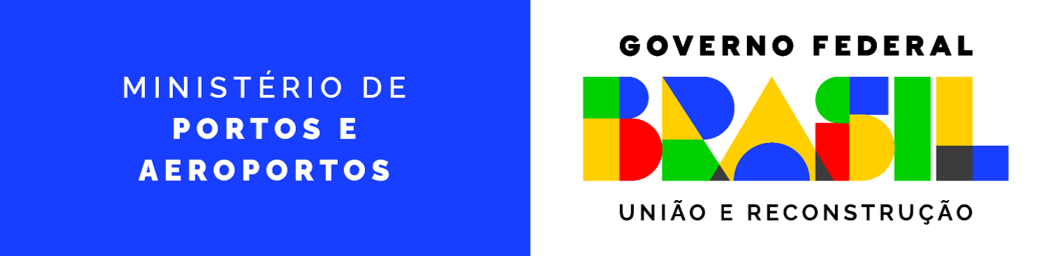 MINISTÉRIO DE
PORTOS E
AEROPORTOS
GOVERNO FEDERAL
BRASIL
UNIÃO E RECONSTRUÇÃO